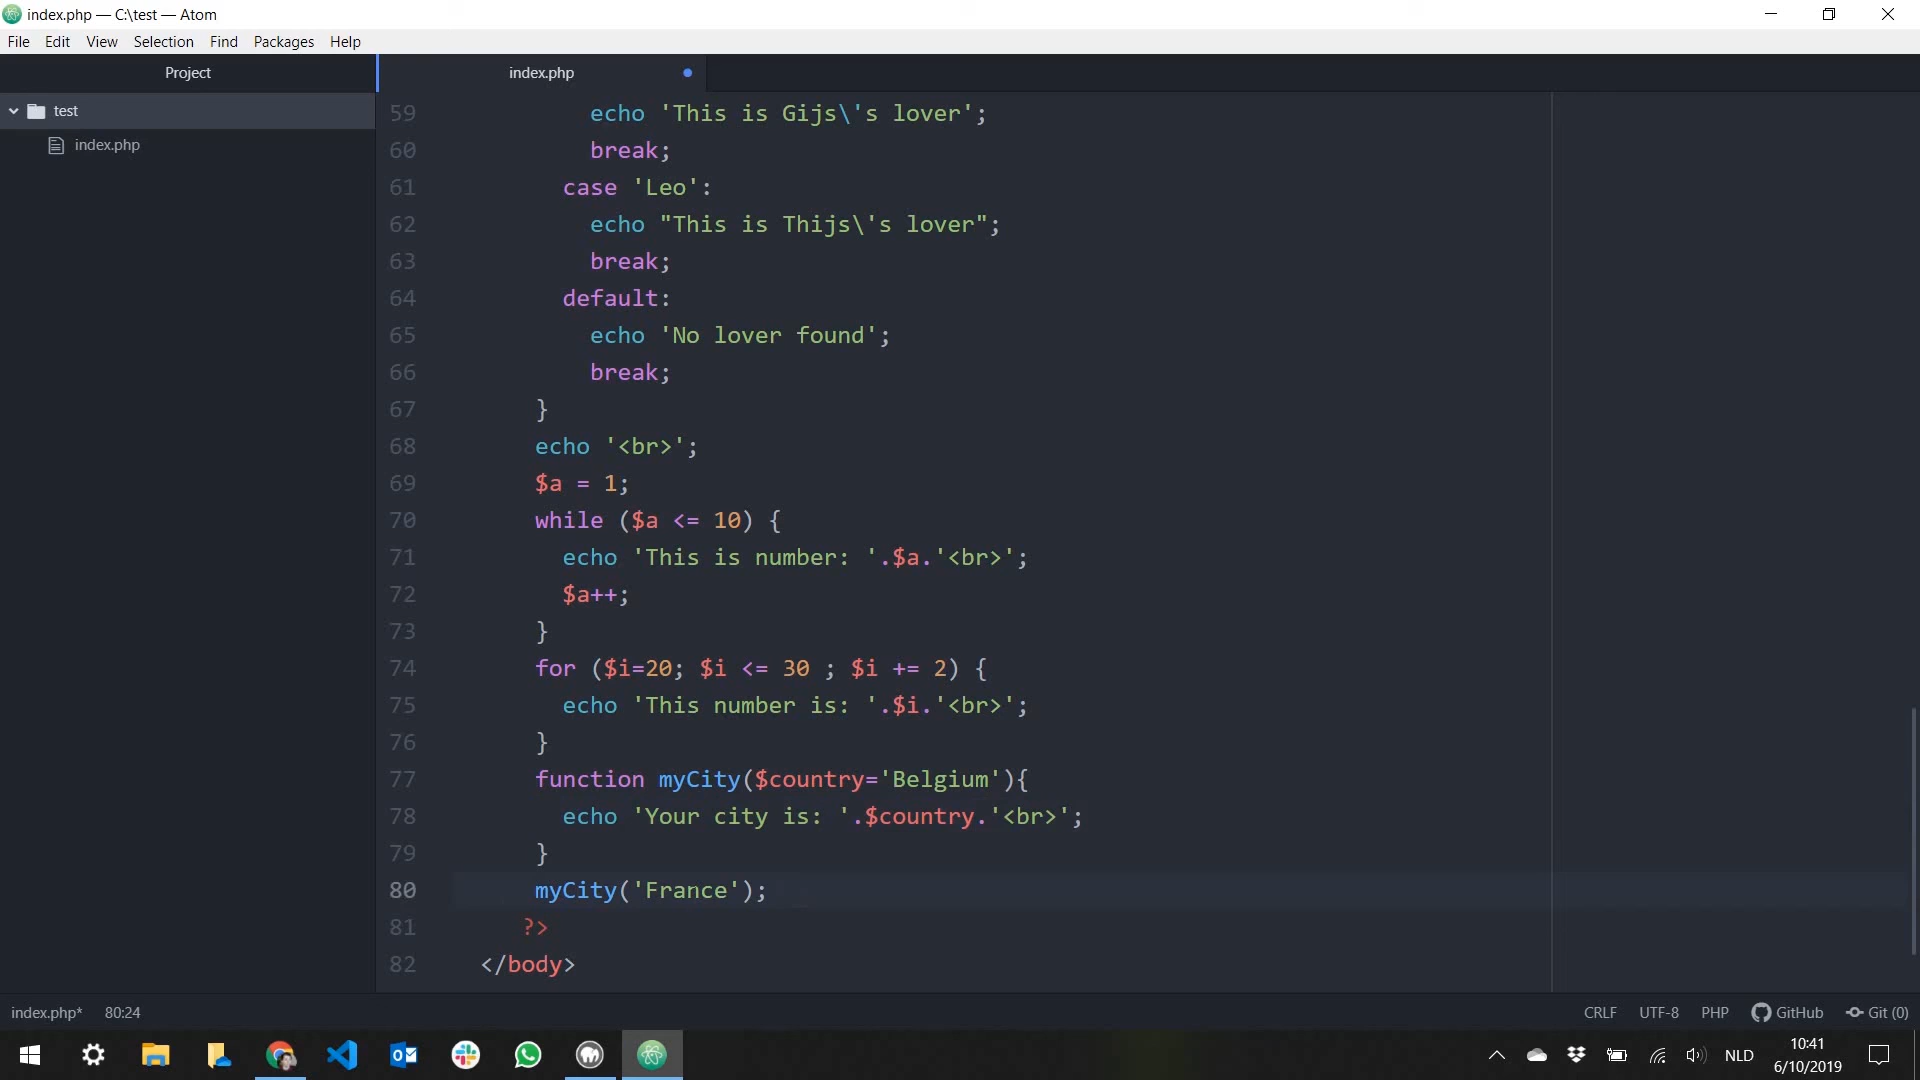 index.php — C:\test — Atom
File Edit View Selection Find Packages Help
Project
index.php
test
index.php
59 echo 'This is Gijs\'s lover';
60 break;
61 case 'Leo':
62 echo "This is Thijs\'s lover";
63 break;
64 default:
65 echo 'No lover found';
66 break;
67 }
68 echo '<br>';
69 $a = 1;
70 while ($a <= 10) {
71 echo 'This is number: '.$a.'<br>';
72 $a++;
73 }
74 for ($i=20; $i <= 30 ; $i += 2) {
75 echo 'This number is: '.$i.'<br>';
76 }
77 function myCity($country='Belgium'){
78 echo 'Your city is: '.$country.'<br>';
79 }
80 myCity('France');
81 ?>
82 </body>
index.php* 80:24 CRLF UTF-8 PHP GitHub Git (0)
NLD
10:41
6/10/2019